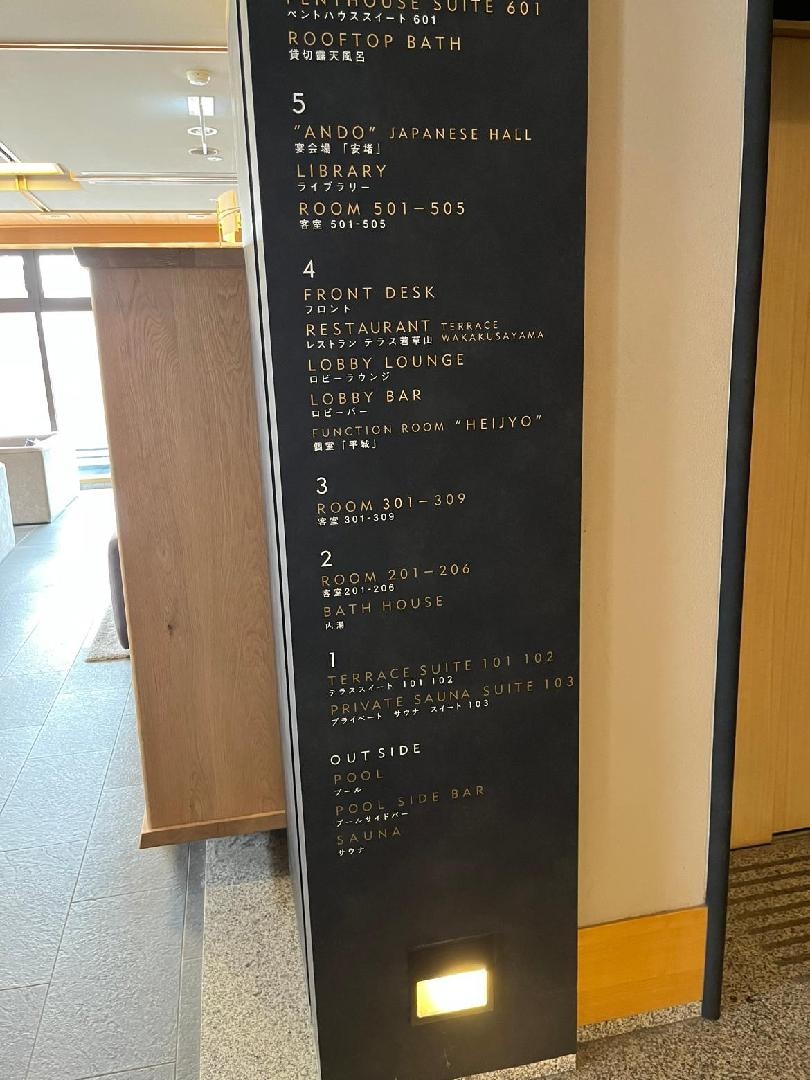 PENTHOUSE SUITE 601
ペントハウススイート 601
ROOFTOP BATH
貸切露天風呂
5
"ANDO" JAPANESE HALL
宴会場 「安堵」
LIBRARY
ライブラリー
ROOM 501−505
客室 501-505
4
FRONT DESK
フロント
RESTAURANT TERRACE WAKAKUSAYAMA
レストラン テラス若草山
LOBBY LOUNGE
ロビーラウンジ
LOBBY BAR
ロビーバー
FUNCTION ROOM "HEIJYO"
個室「平城」
3
ROOM 301−309
客室 301-309
2
ROOM 201−206
客室201-206
BATH HOUSE
内湯
1
TERRACE SUITE 101 102
テラススイート 101 102
PRIVATE SAUNA SUITE 103
プライベート サウナ スイート 103
OUTSIDE
POOL
プール
POOL SIDE BAR
プールサイドバー
SAUNA
サウナ